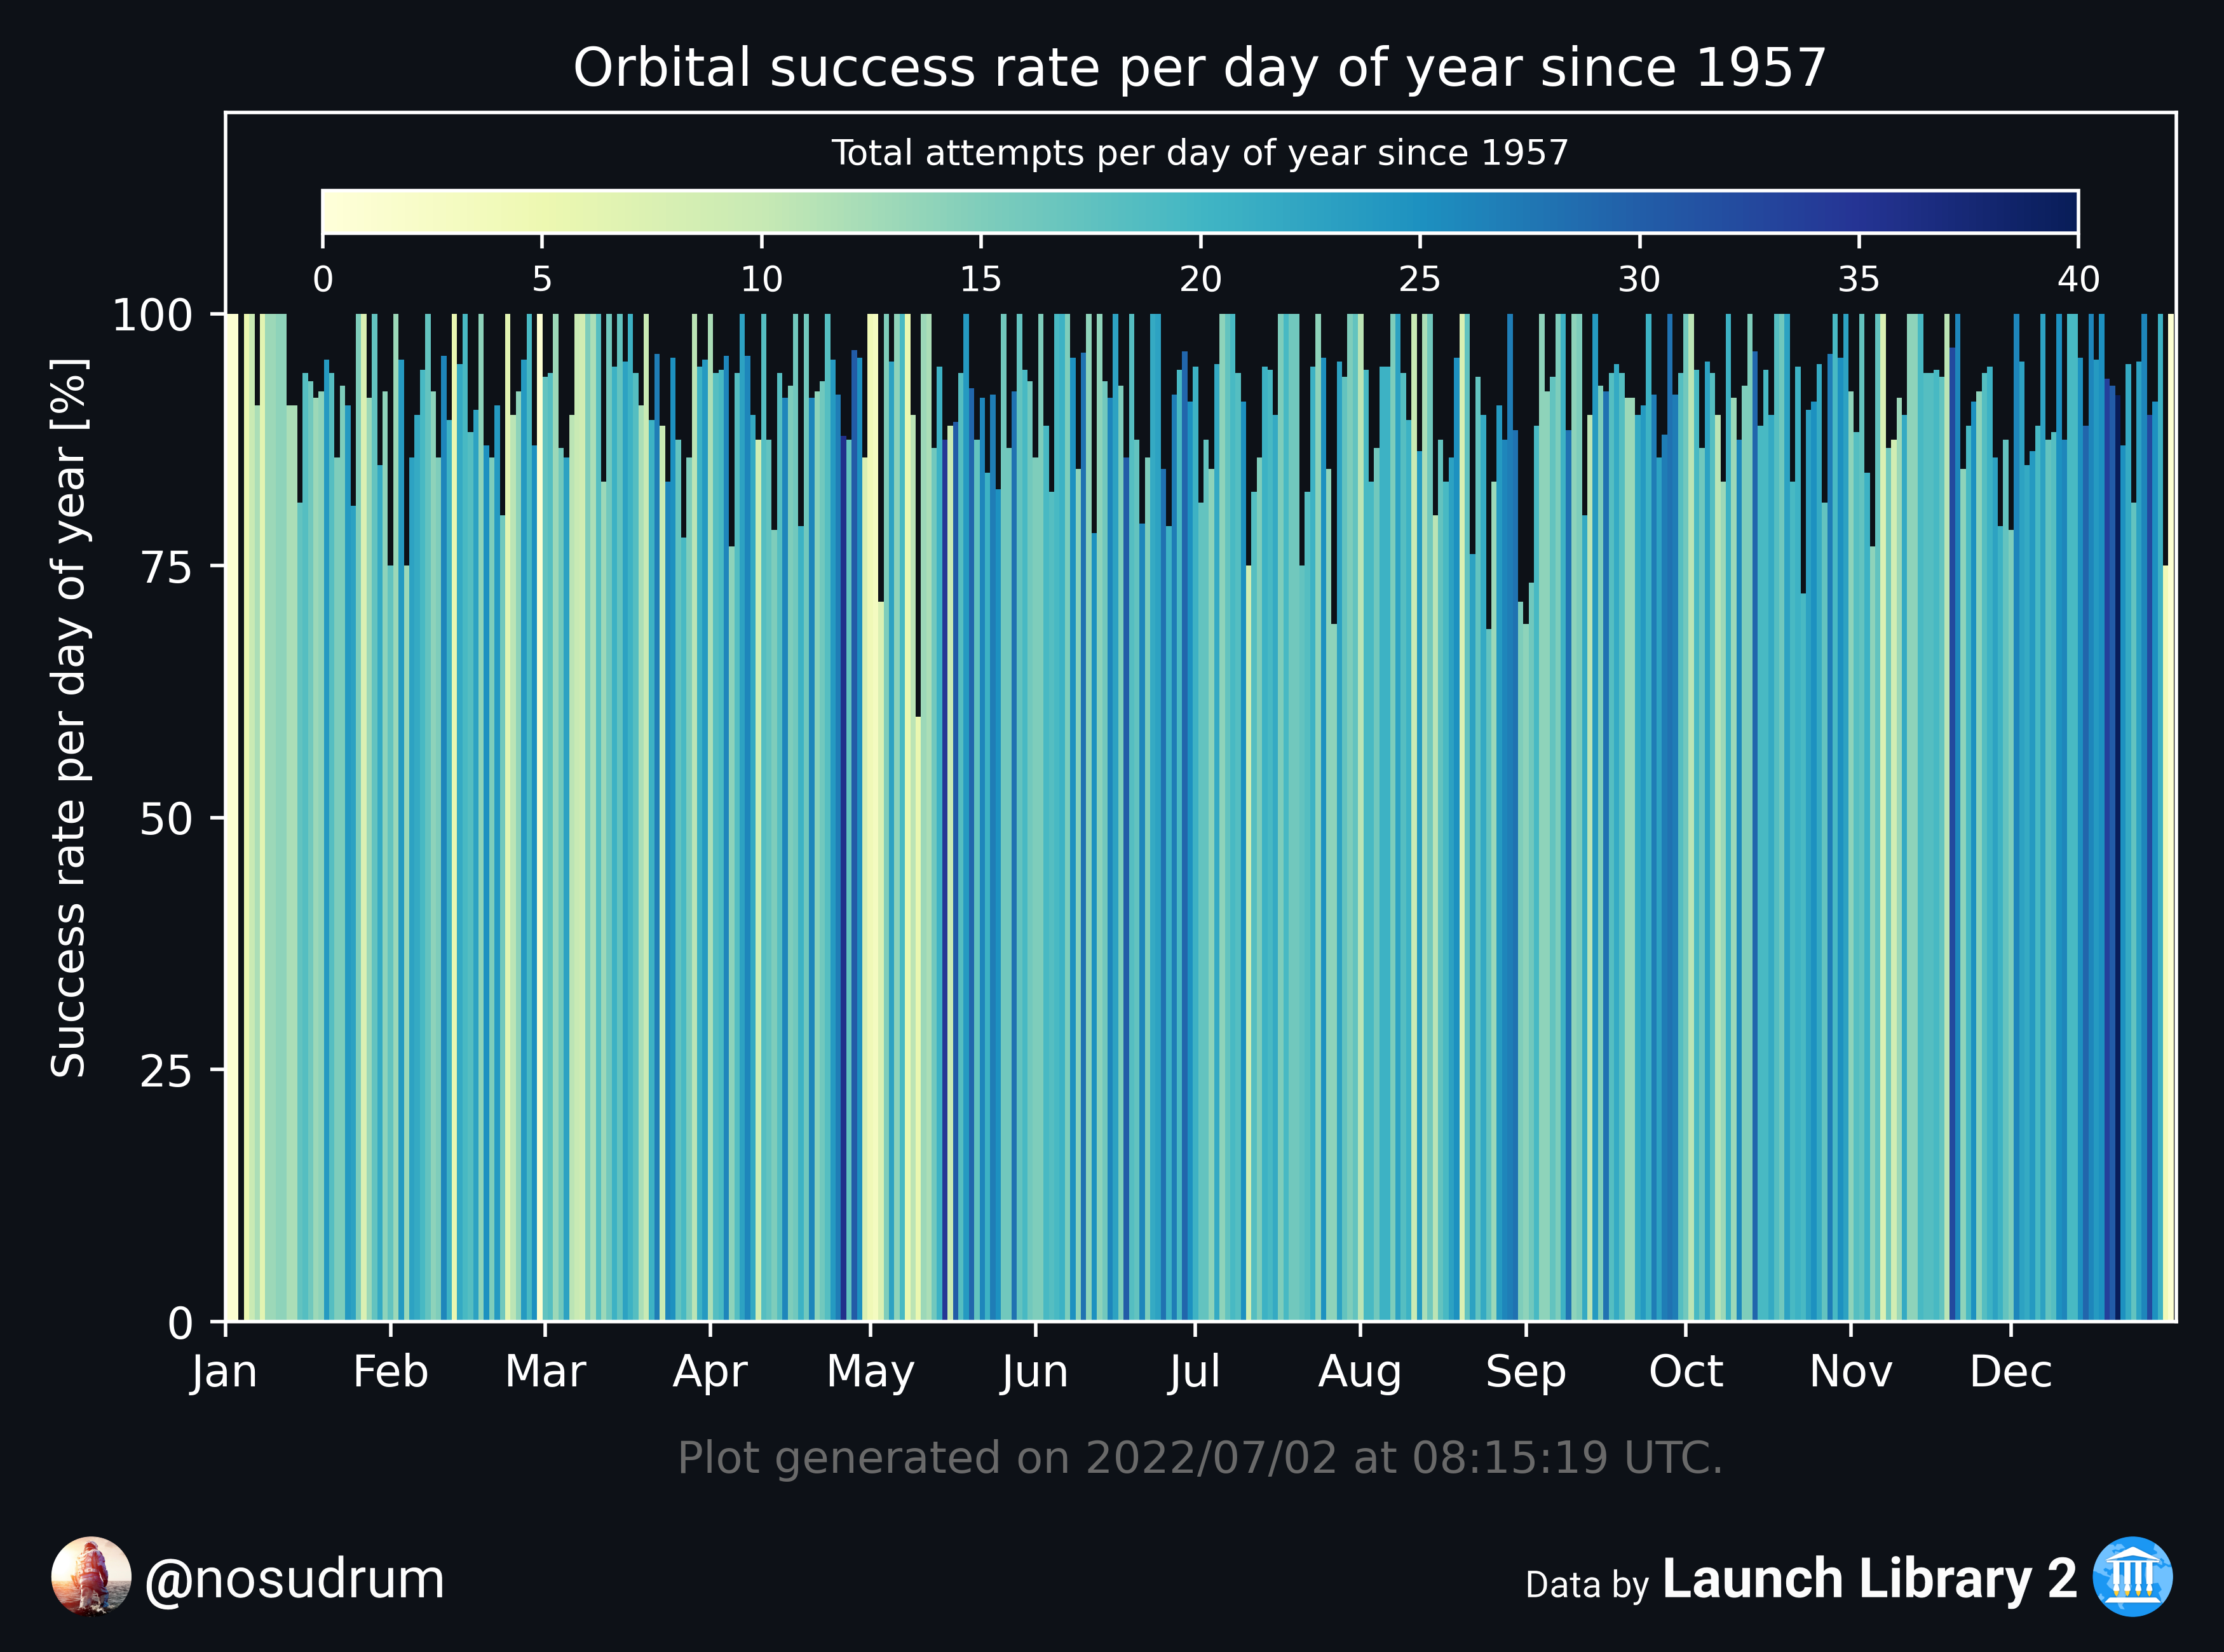 Orbital success rate per day of year since 1957
Total attempts per day of year since 1957
0 5 10 15 20 25 30 35 40
Success rate per day of year [%]
100
75
50
25
0
Jan Feb Mar Apr May Jun Jul Aug Sep Oct Nov Dec
Plot generated on 2022/07/02 at 08:15:19 UTC.
@nosudrum
Data by Launch Library 2